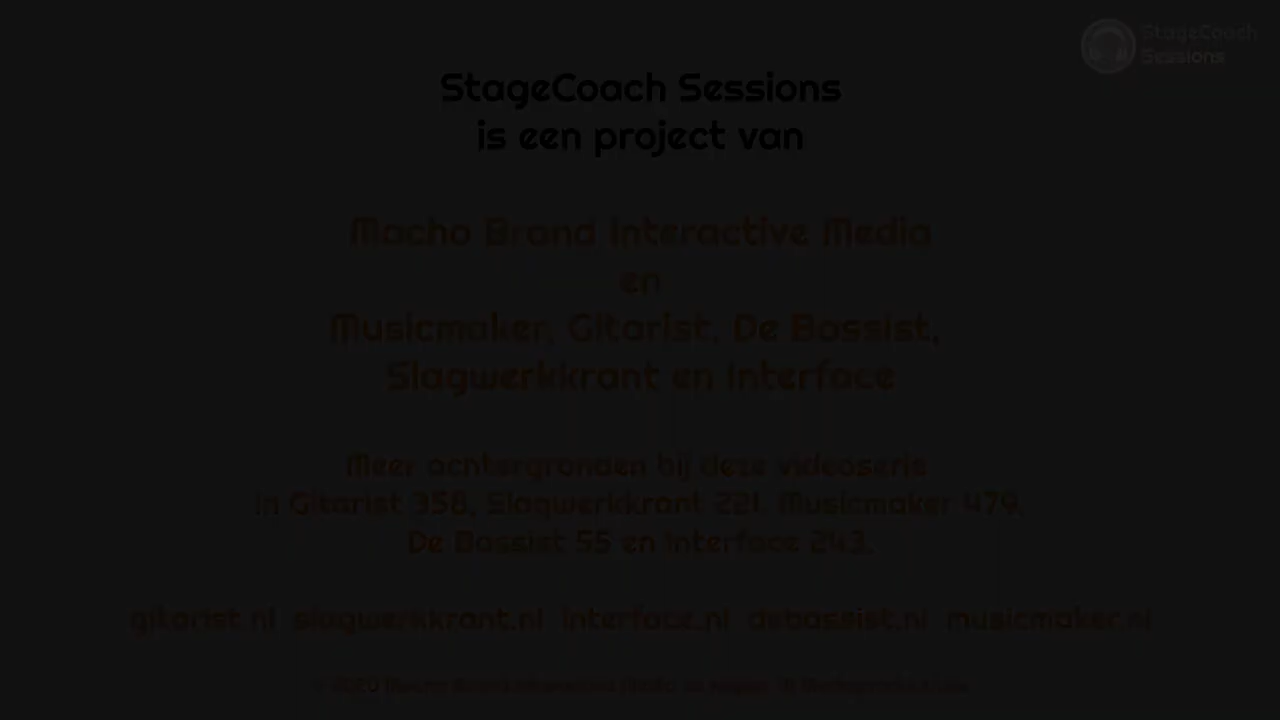 StageCoach
Sessions
StageCoach Sessions
is een project van
Macho Brand Interactive Media
en
Musicmaker, Gitarist, De Bassist,
Slagwerkkrant en Interface
Meer achtergronden bij deze videoserie
in Gitarist 358, Slagwerkkrant 221, Musicmaker 479,
De Bassist 55 en Interface 243.
gitarist.nl slagwerkkrant.nl interface.nl debassist.nl musicmaker.nl